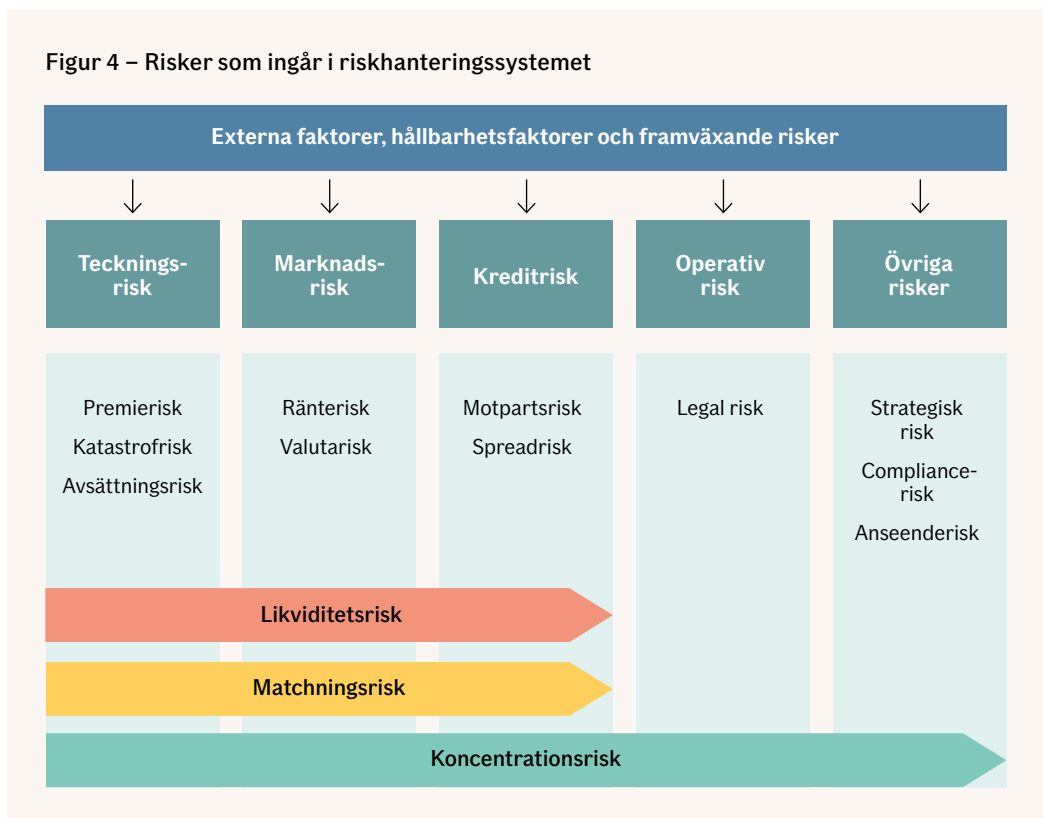 Figur 4 – Risker som ingår i riskhanteringssystemet
Externa faktorer, hållbarhetsfaktorer och framväxande risker
Tecknings-
risk
Marknads-
risk
Kreditrisk
Operativ
risk
Övriga
risker
Premierisk
Katastrofrisk
Avsättningsrisk
Ränterisk
Valutarisk
Motpartsrisk
Spreadrisk
Legal risk
Strategisk
risk
Compliance-
risk
Anseenderisk
Likviditetsrisk
Matchningsrisk
Koncentrationsrisk